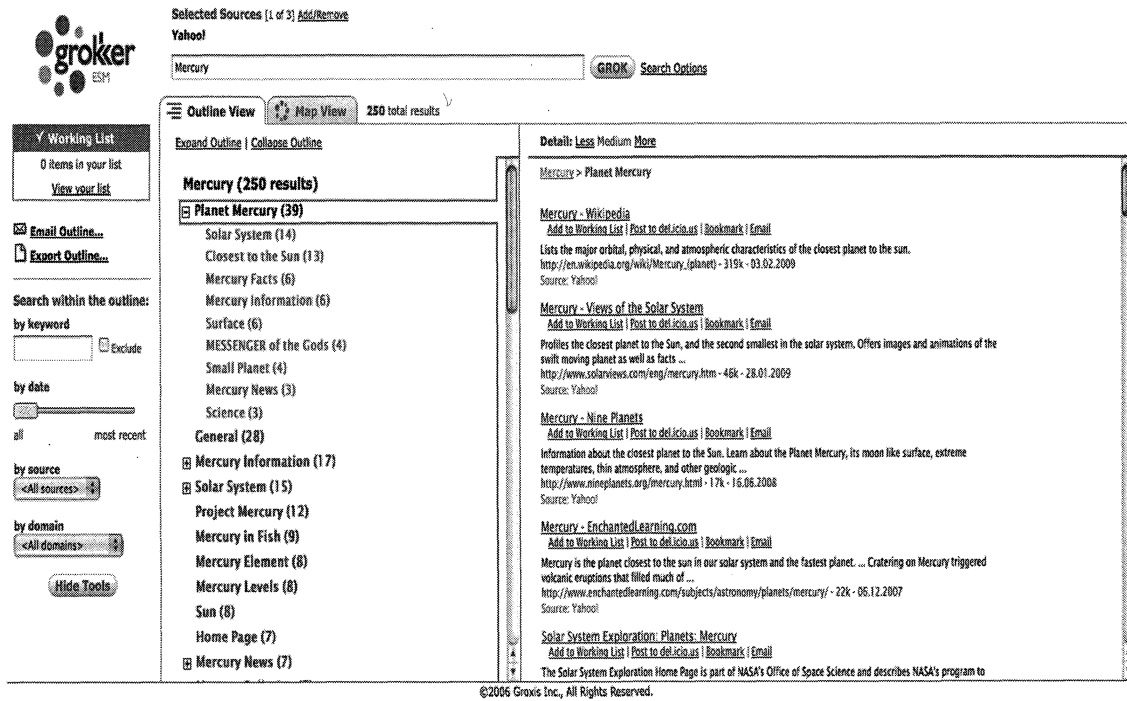 grokker
ESM
Selected Sources [1 of 3] Add/Remove
Yahoo!
Mercury
GROK Search Options
Outline View
Map View
250 total results
√ Working List
0 items in your list
View your list
Email Outline...
Export Outline...
Search within the outline:
by keyword
Exclude
by date
all most recent
by source
<All sources>
by domain
<All domains>
Hide Tools
Expand Outline | Collapse Outline
Mercury (250 results)
Planet Mercury (39)
Solar System (14)
Closest to the Sun (13)
Mercury Facts (6)
Mercury Information (6)
Surface (6)
MESSENGER of the Gods (4)
Small Planet (4)
Mercury News (3)
Science (3)
General (28)
Mercury Information (17)
Solar System (15)
Project Mercury (12)
Mercury in Fish (9)
Mercury Element (8)
Mercury Levels (8)
Sun (8)
Home Page (7)
Mercury News (7)
Detail: Less Medium More
Mercury > Planet Mercury
Mercury - Wikipedia
Add to Working List | Post to del.icio.us | Bookmark | Email
Lists the major orbital, physical, and atmospheric characteristics of the closest planet to the sun.
http://en.wikipedia.org/wiki/Mercury_(planet) - 319k - 03.02.2009
Source: Yahoo!
Mercury - Views of the Solar System
Add to Working List | Post to del.icio.us | Bookmark | Email
Profiles the closest planet to the Sun, and the second smallest in the solar system. Offers images and animations of the
swift moving planet as well as facts ...
http://www.solarviews.com/eng/mercury.htm - 46k - 28.01.2009
Source: Yahoo!
Mercury - Nine Planets
Add to Working List | Post to del.icio.us | Bookmark | Email
Information about the closest planet to the Sun. Learn about the Planet Mercury, its moon like surface, extreme
temperatures, thin atmosphere, and other geologic ...
http://www.nineplanets.org/mercury.html - 17k - 16.06.2008
Source: Yahoo!
Mercury - EnchantedLearning.com
Add to Working List | Post to del.icio.us | Bookmark | Email
Mercury is the planet closest to the sun in our solar system and the fastest planet. ... Cratering on Mercury triggered
volcanic eruptions that filled much of ...
http://www.enchantedlearning.com/subjects/astronomy/planets/mercury/ - 22k - 06.12.2007
Source: Yahoo!
Solar System Exploration: Planets: Mercury
Add to Working List | Post to del.icio.us | Bookmark | Email
The Solar System Exploration Home Page is part of NASA's Office of Space Science and describes NASA's program to
©2006 Groxis Inc., All Rights Reserved.